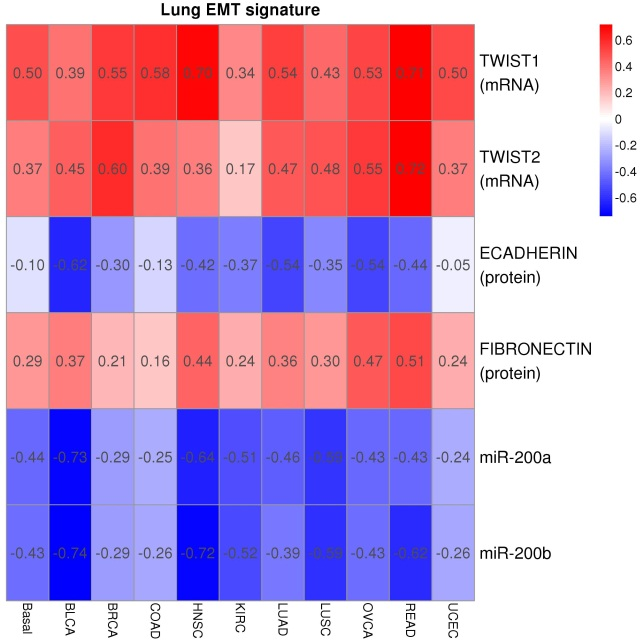 Lung EMT signature
0.50 0.39 0.55 0.58 0.70 0.34 0.54 0.43 0.53 0.71 0.50 TWIST1 (mRNA)
0.37 0.45 0.60 0.39 0.36 0.17 0.47 0.48 0.55 0.72 0.37 TWIST2 (mRNA)
-0.10 -0.62 -0.30 -0.13 -0.42 -0.37 -0.54 -0.35 -0.54 -0.44 -0.05 ECADHERIN (protein)
0.29 0.37 0.21 0.16 0.44 0.24 0.36 0.30 0.47 0.51 0.24 FIBRONECTIN (protein)
-0.44 -0.73 -0.29 -0.25 -0.64 -0.51 -0.46 -0.43 -0.43 -0.24 miR-200a
-0.43 -0.74 -0.29 -0.26 -0.72 -0.52 -0.39 -0.43 -0.62 -0.26 miR-200b
Basal BLCA BRCA COAD HNSC KIRC LUAD LUSC OVCA READ UCEC
0.6
0.4
0.2
0
-0.2
-0.4
-0.6